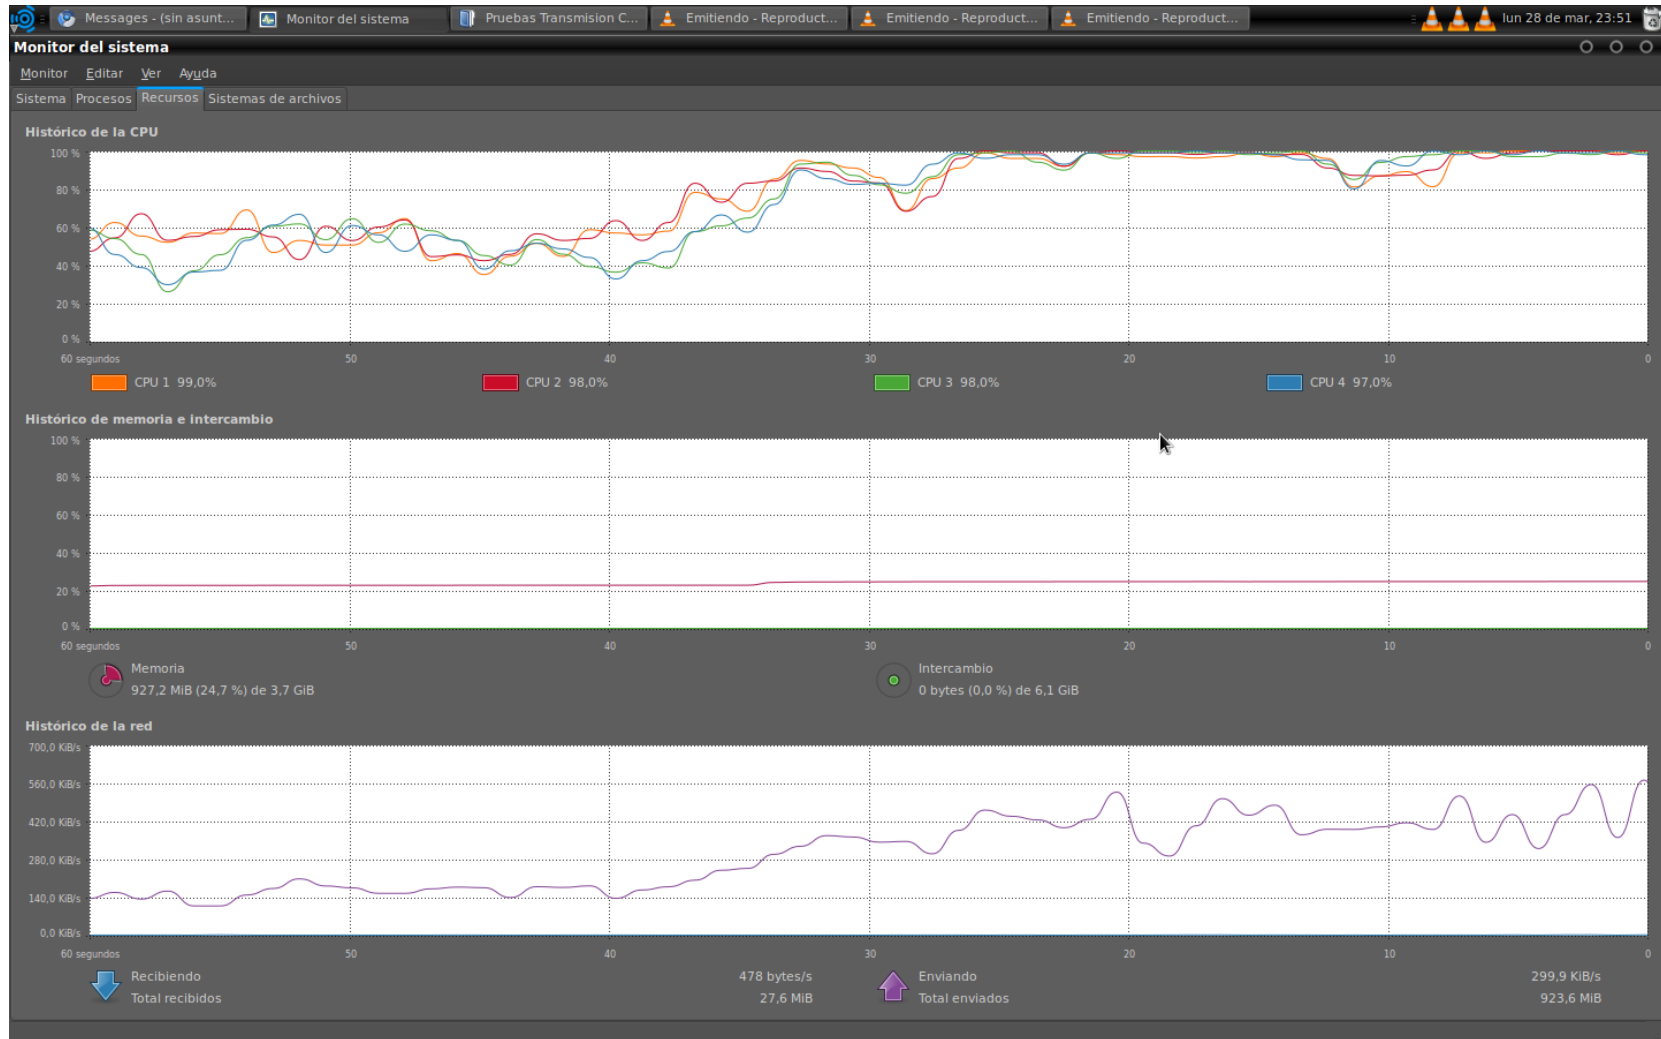 Messages - (sin asunt... Monitor del sistema Pruebas Transmision C... Emitiendo - Reproduct... Emitiendo - Reproduct... Emitiendo - Reproduct... lun 28 de mar, 23:51
Monitor del sistema
Monitor Editar Ver Ayuda
Sistema Procesos Recursos Sistemas de archivos
Histórico de la CPU
100 %
80 %
60 %
40 %
20 %
0 %
60 segundos 50 40 30 20 10 0
CPU 1 99,0% CPU 2 98,0% CPU 3 98,0% CPU 4 97,0%
Histórico de memoria e intercambio
100 %
80 %
60 %
40 %
20 %
0 %
60 segundos 50 40 30 20 10 0
Memoria Intercambio
927,2 MiB (24,7 %) de 3,7 GiB 0 bytes (0,0 %) de 6,1 GiB
Histórico de la red
700,0 KiB/s
560,0 KiB/s
420,0 KiB/s
280,0 KiB/s
140,0 KiB/s
0,0 KiB/s
60 segundos 50 40 30 20 10 0
Recibiendo 478 bytes/s Enviando 299,9 KiB/s
Total recibidos 27,6 MiB Total enviados 923,6 MiB